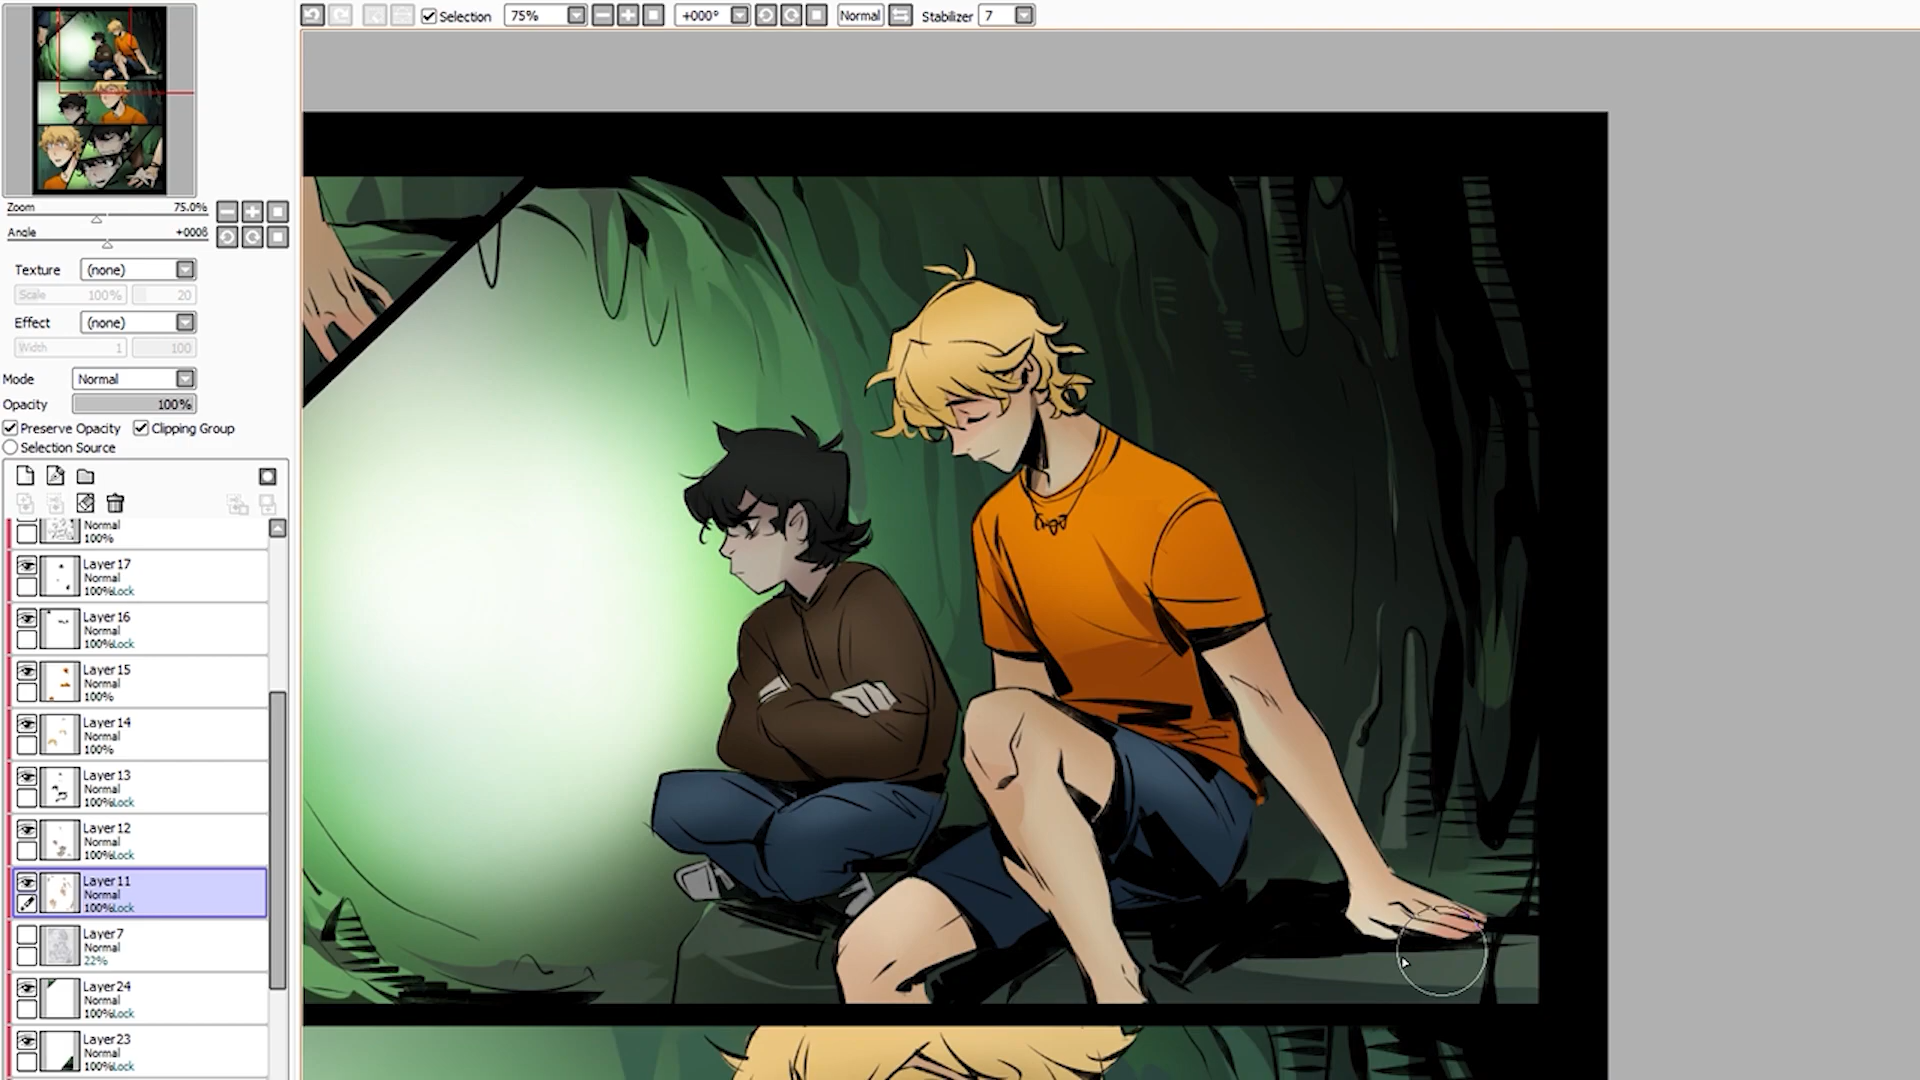 Selection
75%
+000°
Normal
Stabilizer
7
Zoom
75.0%
Angle
+0008
Texture
(none)
Scale
100%
20
Effect
(none)
Width
1
100
Mode
Normal
Opacity
100%
Preserve Opacity
Clipping Group
Selection Source
Normal
100%
Layer17
Normal
100%Lock
Layer16
Normal
100%Lock
Layer15
Normal
100%
Layer14
Normal
100%
Layer13
Normal
100%Lock
Layer12
Normal
100%Lock
Layer11
Normal
100%Lock
Layer7
Normal
22%
Layer24
Normal
100%Lock
Layer23
Normal
100%Lock